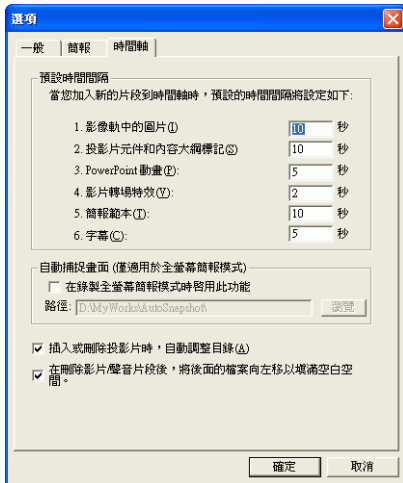 選項
一般 簡報 時間軸
預設時間間隔
當您加入新的片段到時間軸時，預設的時間間隔將設定如下:
1. 影像軌中的圖片(I) 10 秒
2. 投影片元件和內容大綱標記(S) 10 秒
3. PowerPoint 動畫(P): 5 秒
4. 影片轉場特效(V): 2 秒
5. 簡報範本(T): 10 秒
6. 字幕(C): 5 秒
自動捕捉畫面 (僅適用於全螢幕簡報模式)
在錄製全螢幕簡報模式時啓用此功能
路徑: D:\MyWorks\AutoSnapshot\ 瀏覽
插入或刪除投影片時，自動調整目錄(A)
在刪除影片/聲音片段後，將後面的檔案向左移以填滿空白空
間。
確定 取消